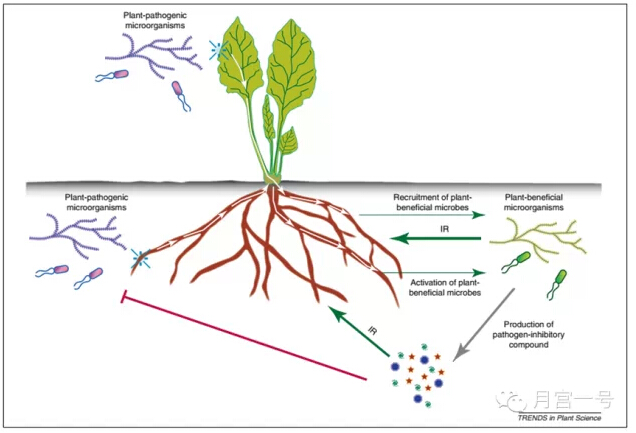 Plant-pathogenic
microorganisms
Plant-pathogenic
microorganisms
Recruitment of plant-
beneficial microbes
Plant-beneficial
microorganisms
IR
Activation of plant-
beneficial microbes
IR
Production of
pathogen-inhibitory
compound
月宫一号
TRENDS in Plant Science